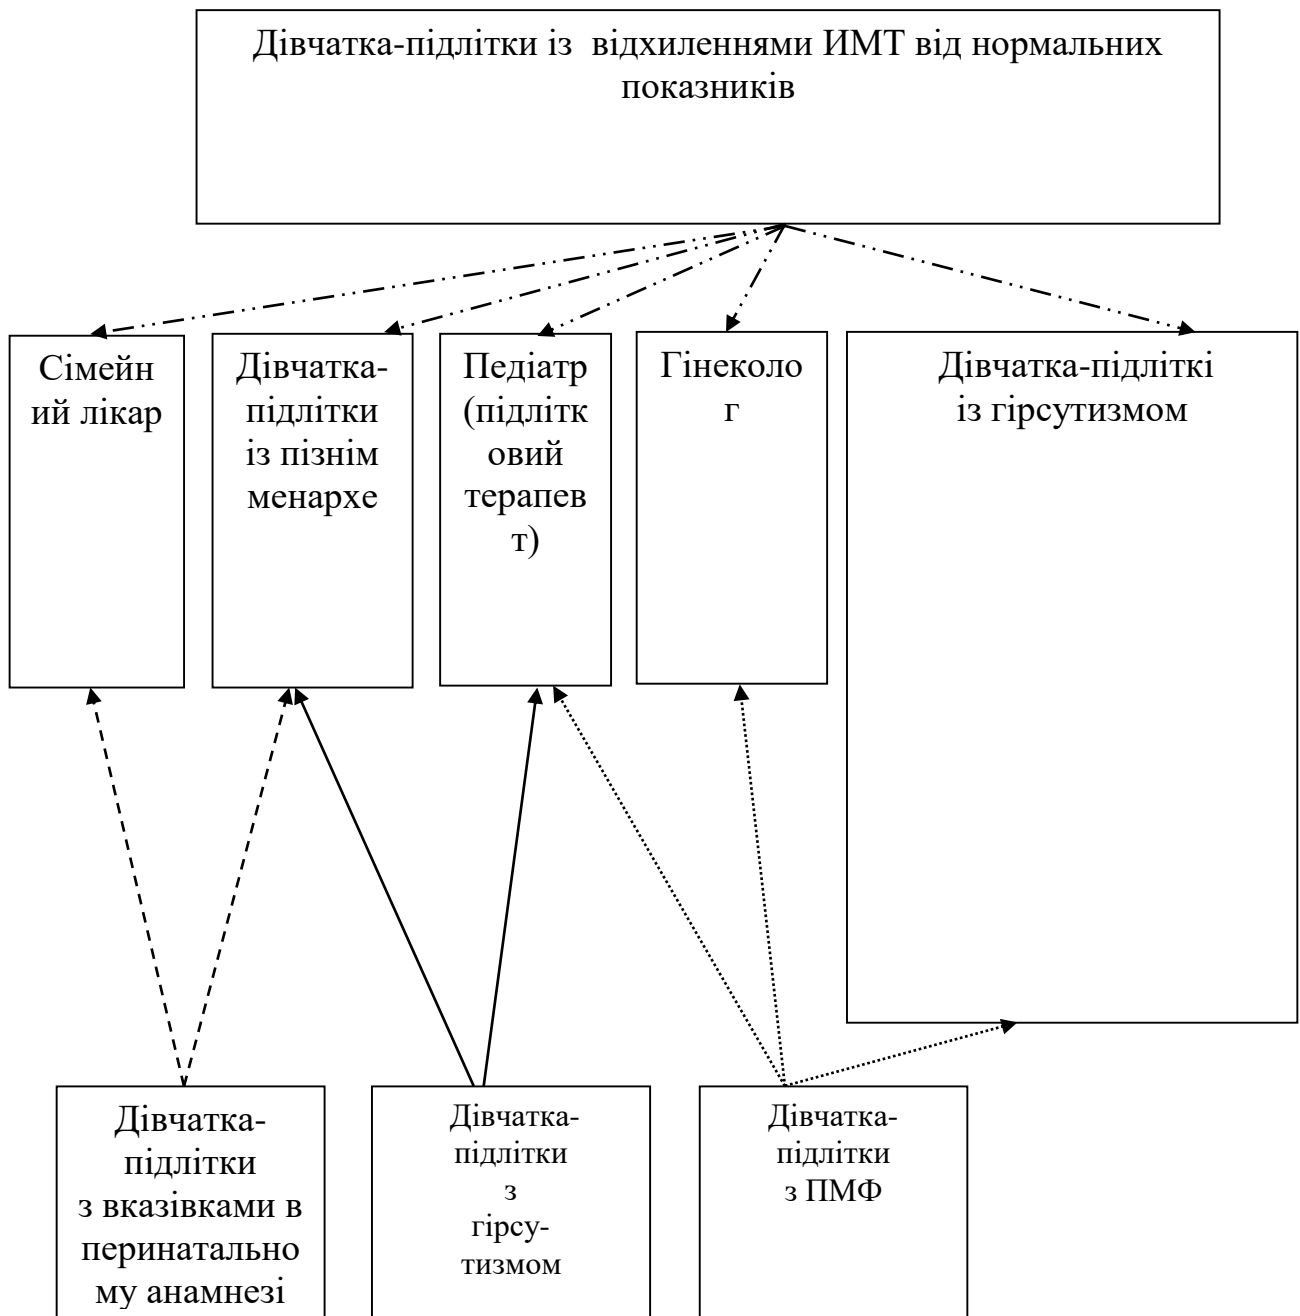 Дівчатка-підлітки із відхиленнями ИМТ від нормальних
показників
Сімейн
ий лікар
Дівчатка-
підлітки
із пізнім
менархе
Педіатр
(підлітк
овий
терапев
т)
Гінеколо
г
Дівчатка-підліткі
із гірсутизмом
Дівчатка-
підлітки
з вказівками в
перинатально
му анамнезі
Дівчатка-
підлітки
з
гірсу-
тизмом
Дівчатка-
підлітки
з ПМФ